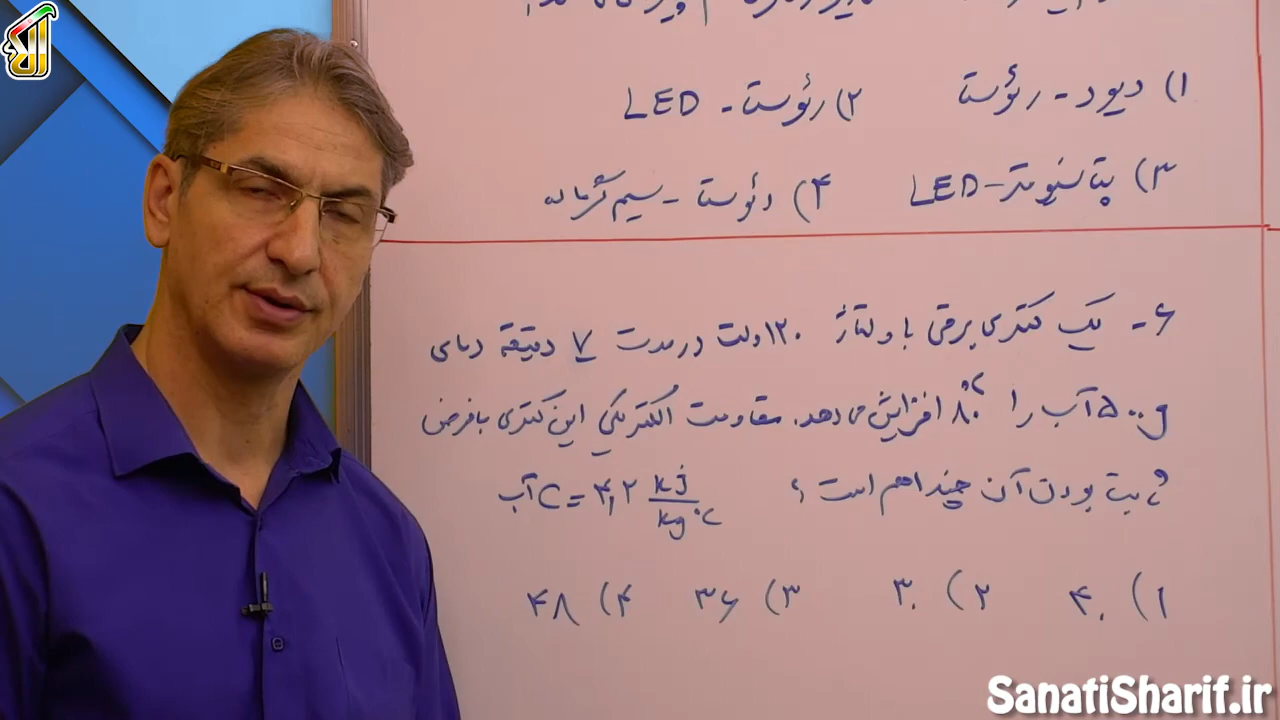 ۱) دیود - رئوستا ۲) رئوستا - LED
۳) پتانسیومتر - LED ۴) رئوستا - سیم گرما
۶- یک کتری برقی با ولتاژ ۱۲۰ ولت در مدت ۷ دقیقه دمای
۵۰۰g آب را ۸۰°C افزایش می دهد. مقاومت الکتریکی این کتری با فرض
ثابت بودن آن چند اهم است؟ C = ۴,۲ kJ/kg°C آب
۱) ۴۰ ۲) ۳۰ ۳) ۳۶ ۴) ۴۸
SanatiSharif.ir